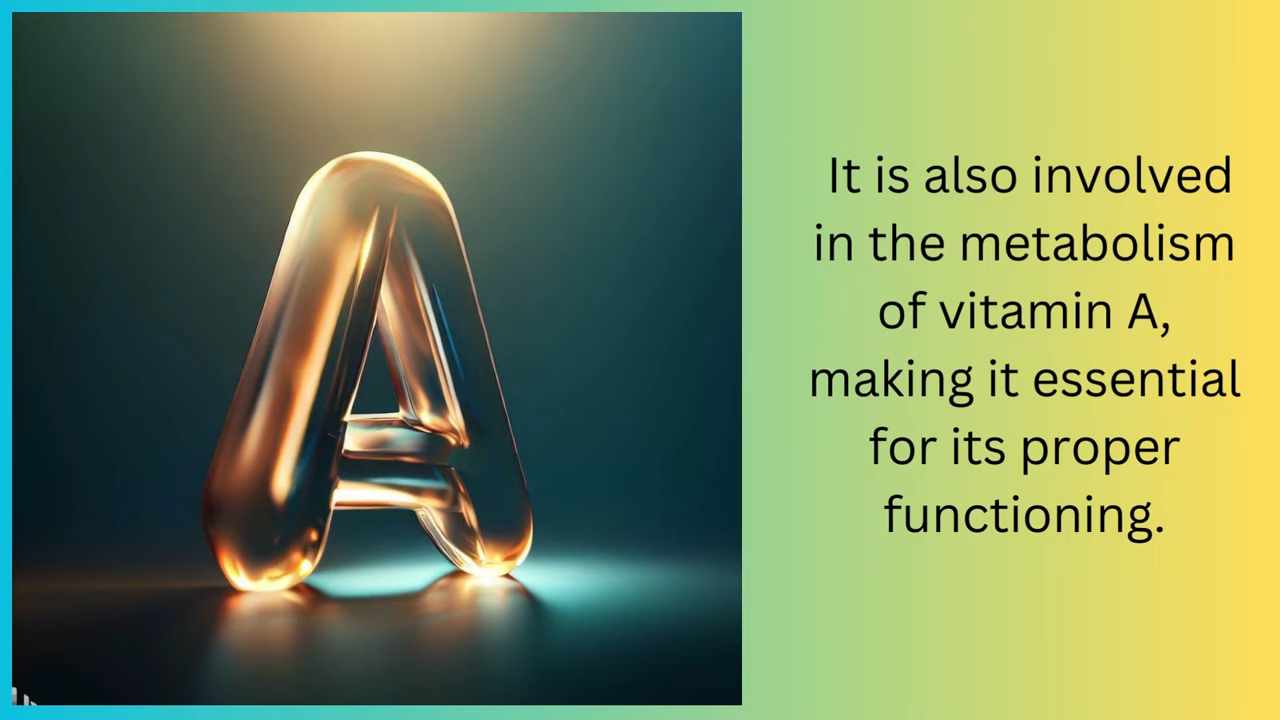 A
It is also involved
in the metabolism
of vitamin A,
making it essential
for its proper
functioning.